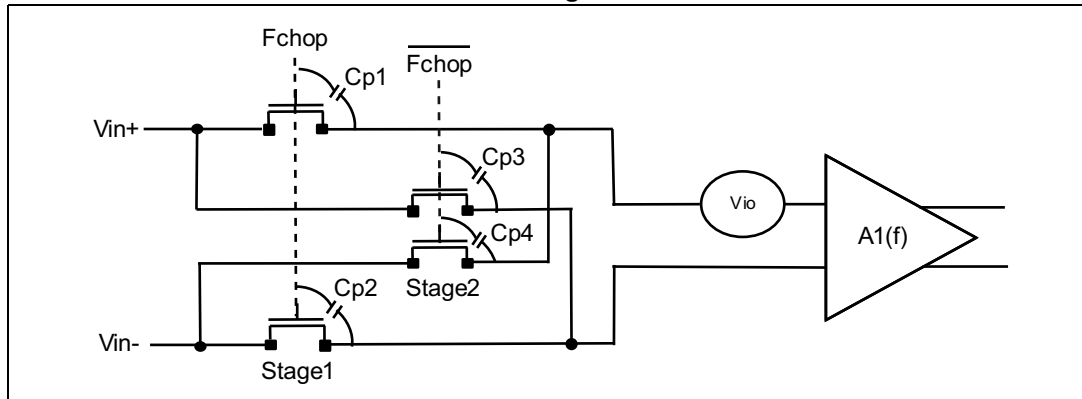 Fchop
Fchop
Cp1
Vin+
Cp3
Vio
A1(f)
Cp4
Stage2
Cp2
Vin-
Stage1